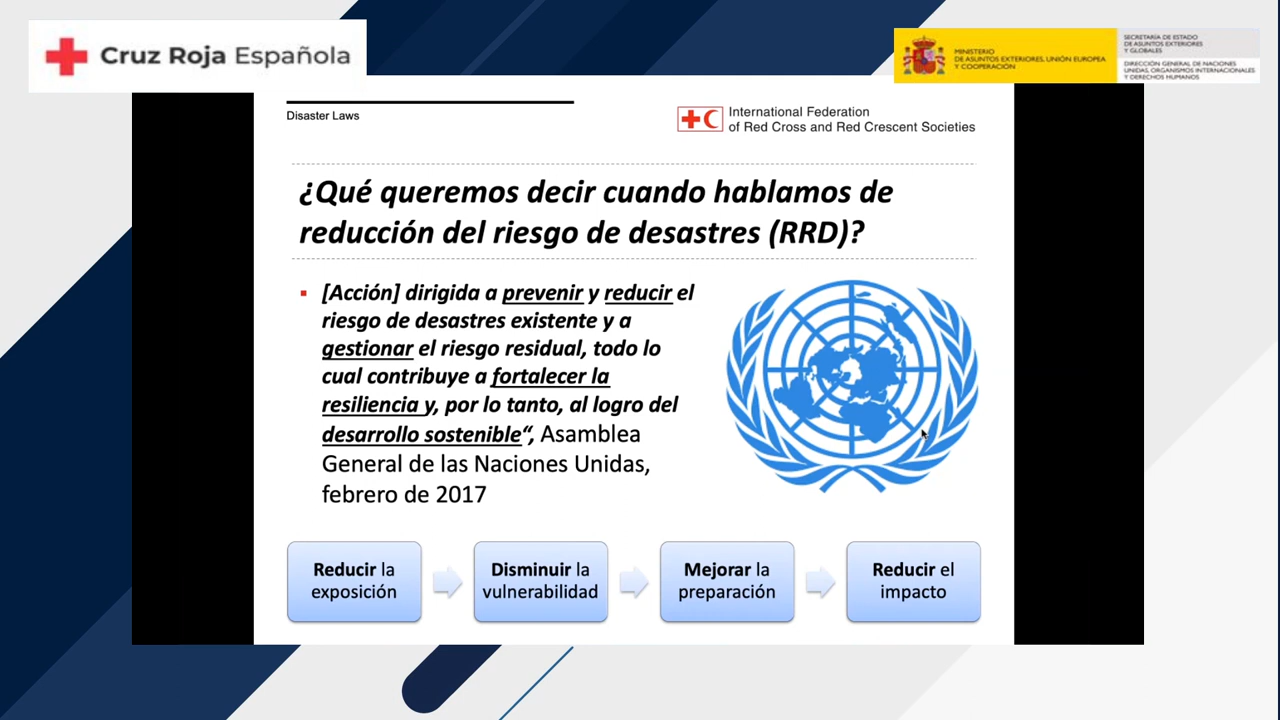 Cruz Roja Española
MINISTERIO
DE ASUNTOS EXTERIORES, UNIÓN EUROPEA
Y COOPERACIÓN
SECRETARÍA DE ESTADO
DE ASUNTOS EXTERIORES
Y GLOBALES
DIRECCIÓN GENERAL DE NACIONES
UNIDAS, ORGANISMOS INTERNACIONALES
Y DERECHOS HUMANOS
Disaster Laws
International Federation
of Red Cross and Red Crescent Societies
¿Qué queremos decir cuando hablamos de
reducción del riesgo de desastres (RRD)?
[Acción] dirigida a prevenir y reducir el
riesgo de desastres existente y a
gestionar el riesgo residual, todo lo
cual contribuye a fortalecer la
resiliencia y, por lo tanto, al logro del
desarrollo sostenible“, Asamblea
General de las Naciones Unidas,
febrero de 2017
Reducir la
exposición
Disminuir la
vulnerabilidad
Mejorar la
preparación
Reducir el
impacto